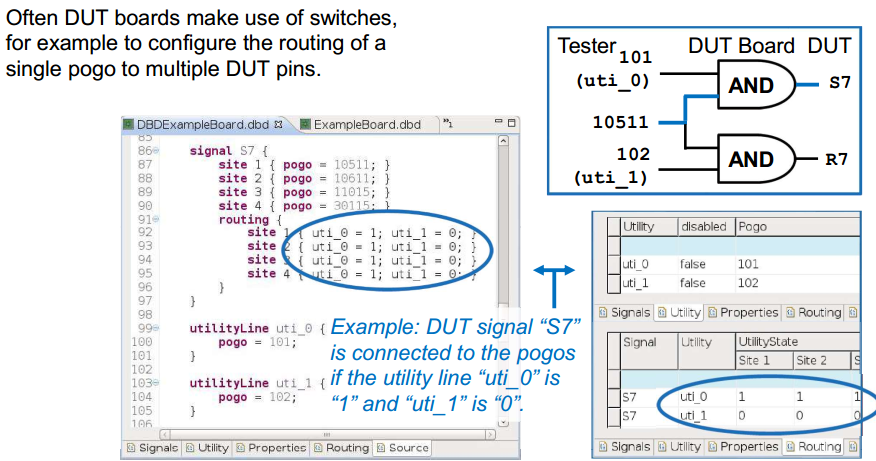 Often DUT boards make use of switches,
for example to configure the routing of a
single pogo to multiple DUT pins.
Tester DUT Board DUT
101
(uti_0)
AND
S7
10511
102
(uti_1)
AND
R7
DBDExampleBoard.dbd
ExampleBoard.dbd
»1
85
86 signal S7 {
87 site 1 { pogo = 10511; }
88 site 2 { pogo = 10611; }
89 site 3 { pogo = 11015; }
90 site 4 { pogo = 30115; }
91 routing {
92 site 1 { uti_0 = 1; uti_1 = 0; }
93 site 2 { uti_0 = 1; uti_1 = 0; }
94 site 3 { uti_0 = 1; uti_1 = 0; }
95 site 4 { uti_0 = 1; uti_1 = 0; }
96 }
97 }
98
99 utilityLine uti_0 {
100 pogo = 101;
101 }
102
103 utilityLine uti_1 {
104 pogo = 102;
105 }
106
Signals Utility Properties Routing Source
Example: DUT signal “S7”
is connected to the pogos
if the utility line “uti_0” is
“1” and “uti_1” is “0”.
Utility disabled Pogo
uti_0 false 101
uti_1 false 102
Signals Utility Properties Routing
Signal Utility UtilityState
Site 1 Site 2 S
S7 uti_0 1 1 1
S7 uti_1 0 0 0
Signals Utility Properties Routing